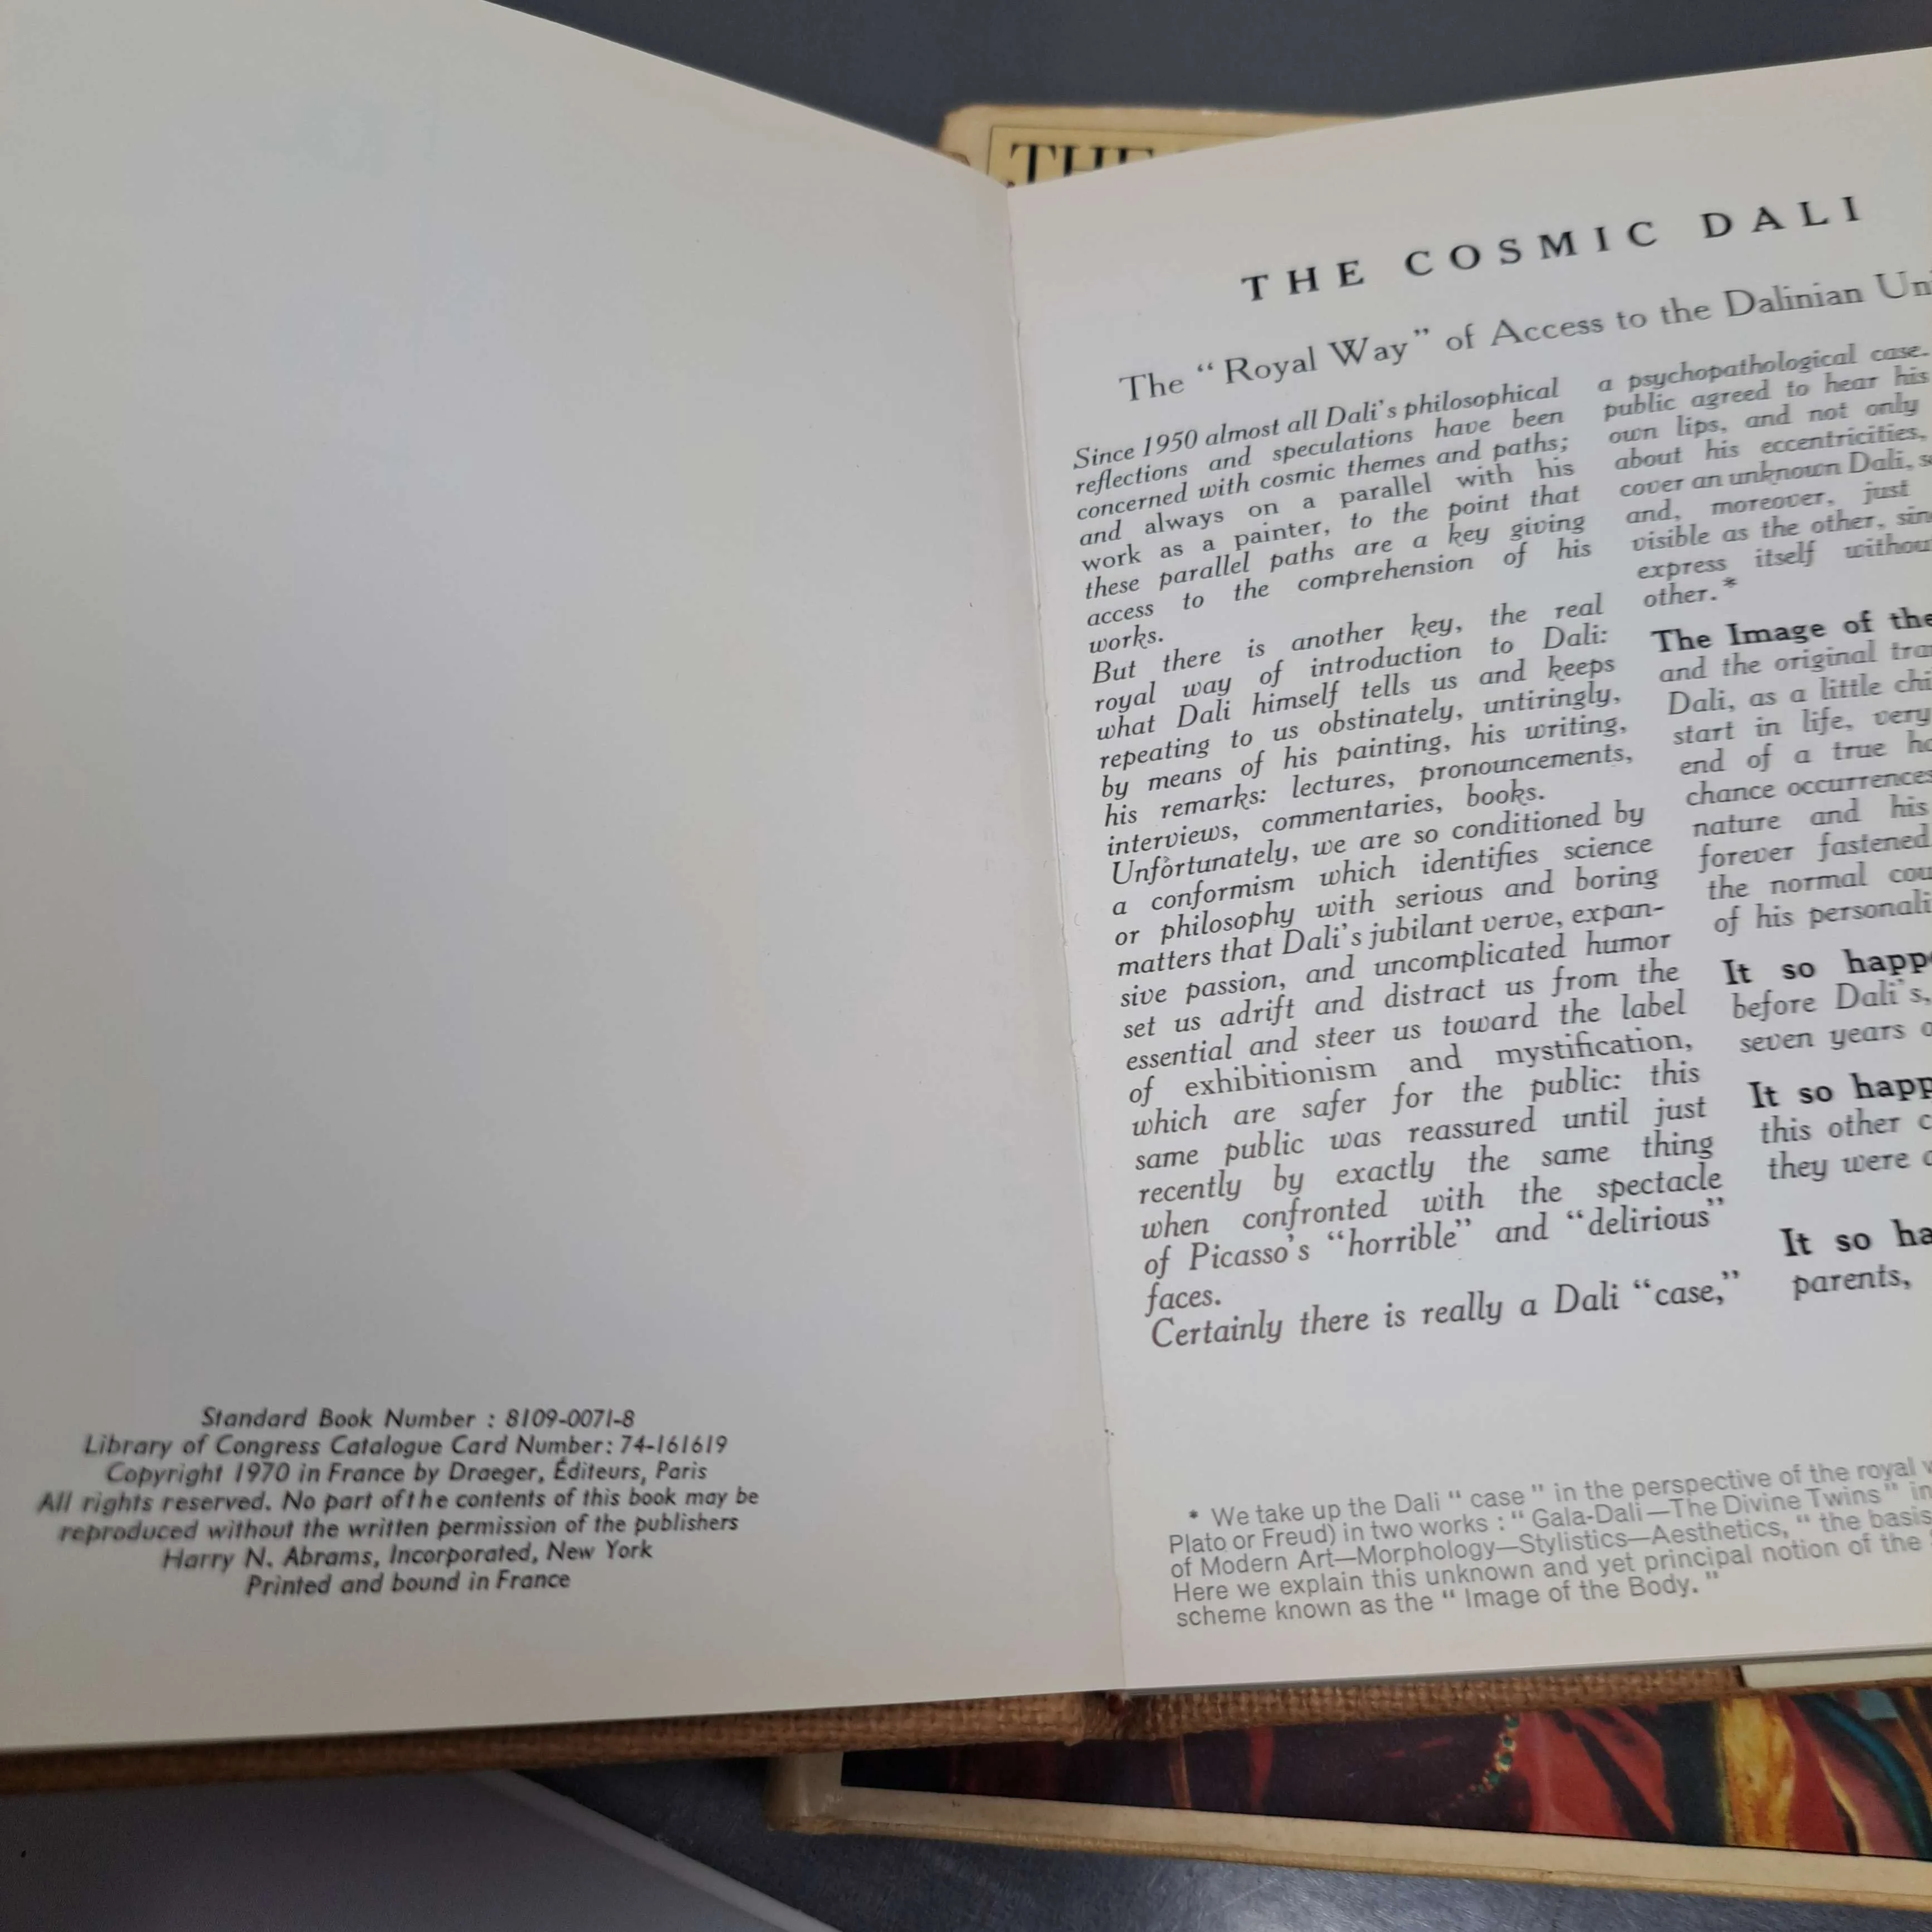 Standard Book Number : 8109-0071-8
Library of Congress Catalogue Card Number: 74-161619
Copyright 1970 in France by Draeger, Éditeurs, Paris
All rights reserved. No part of the contents of this book may be
reproduced without the written permission of the publishers
Harry N. Abrams, Incorporated, New York
Printed and bound in France
THE
THE COSMIC DALI
The “Royal Way” of Access to the Dalinian
Since 1950 almost all Dali's philosophical
reflections and speculations have been
concerned with cosmic themes and paths;
and always on a parallel with his
work as a painter, to the point that
these parallel paths are a key giving
access to the comprehension of his
works.
But there is another key, the real
royal way of introduction to Dali:
what Dali himself tells us and keeps
repeating to us obstinately, untiringly,
by means of his painting, his writing,
his remarks: lectures, pronouncements,
interviews, commentaries, books.
Unfortunately, we are so conditioned by
a conformism which identifies science
or philosophy with serious and boring
matters that Dali's jubilant verve, expan-
sive passion, and uncomplicated humor
set us adrift and distract us from the
essential and steer us toward the label
of exhibitionism and mystification,
which are safer for the public: this
same public was reassured until just
recently by exactly the same thing
when confronted with the spectacle
of Picasso's “horrible” and “delirious”
faces.
Certainly there is really a Dali “case,”
a psychopathological case.
public agreed to hear his
own lips, and not only
about his eccentricities,
cover an unknown Dali,
and, moreover, just
visible as the other,
express itself
other.*
The Image of the
and the original
Dali, as a little
start in life, very
end of a true
chance occurrences
nature and his
forever fastened
the normal
of his
It so
before Dali's,
seven years
It so
this other
they were
It so
parents,
* We take up the Dali “ case ” in the perspective of the royal
Plato or Freud) in two works : “ Gala-Dali—The Divine Twins” in
of Modern Art—Morphology—Stylistics—Aesthetics, “ the basis
Here we explain this unknown and yet principal notion of the
scheme known as the “ Image of the Body. ”